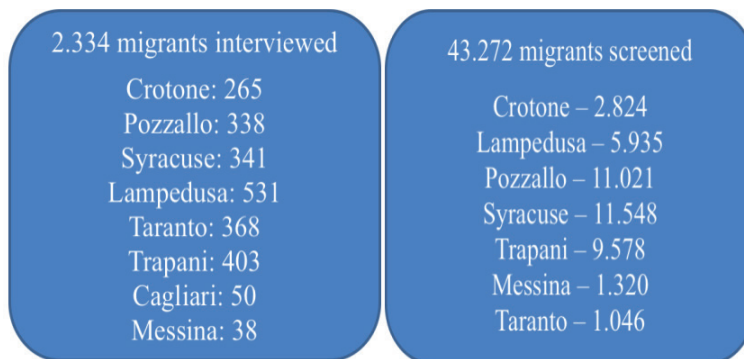 2.334 migrants interviewed
Crotone: 265
Pozzallo: 338
Syracuse: 341
Lampedusa: 531
Taranto: 368
Trapani: 403
Cagliari: 50
Messina: 38
43.272 migrants screened
Crotone – 2.824
Lampedusa – 5.935
Pozzallo – 11.021
Syracuse – 11.548
Trapani – 9.578
Messina – 1.320
Taranto – 1.046